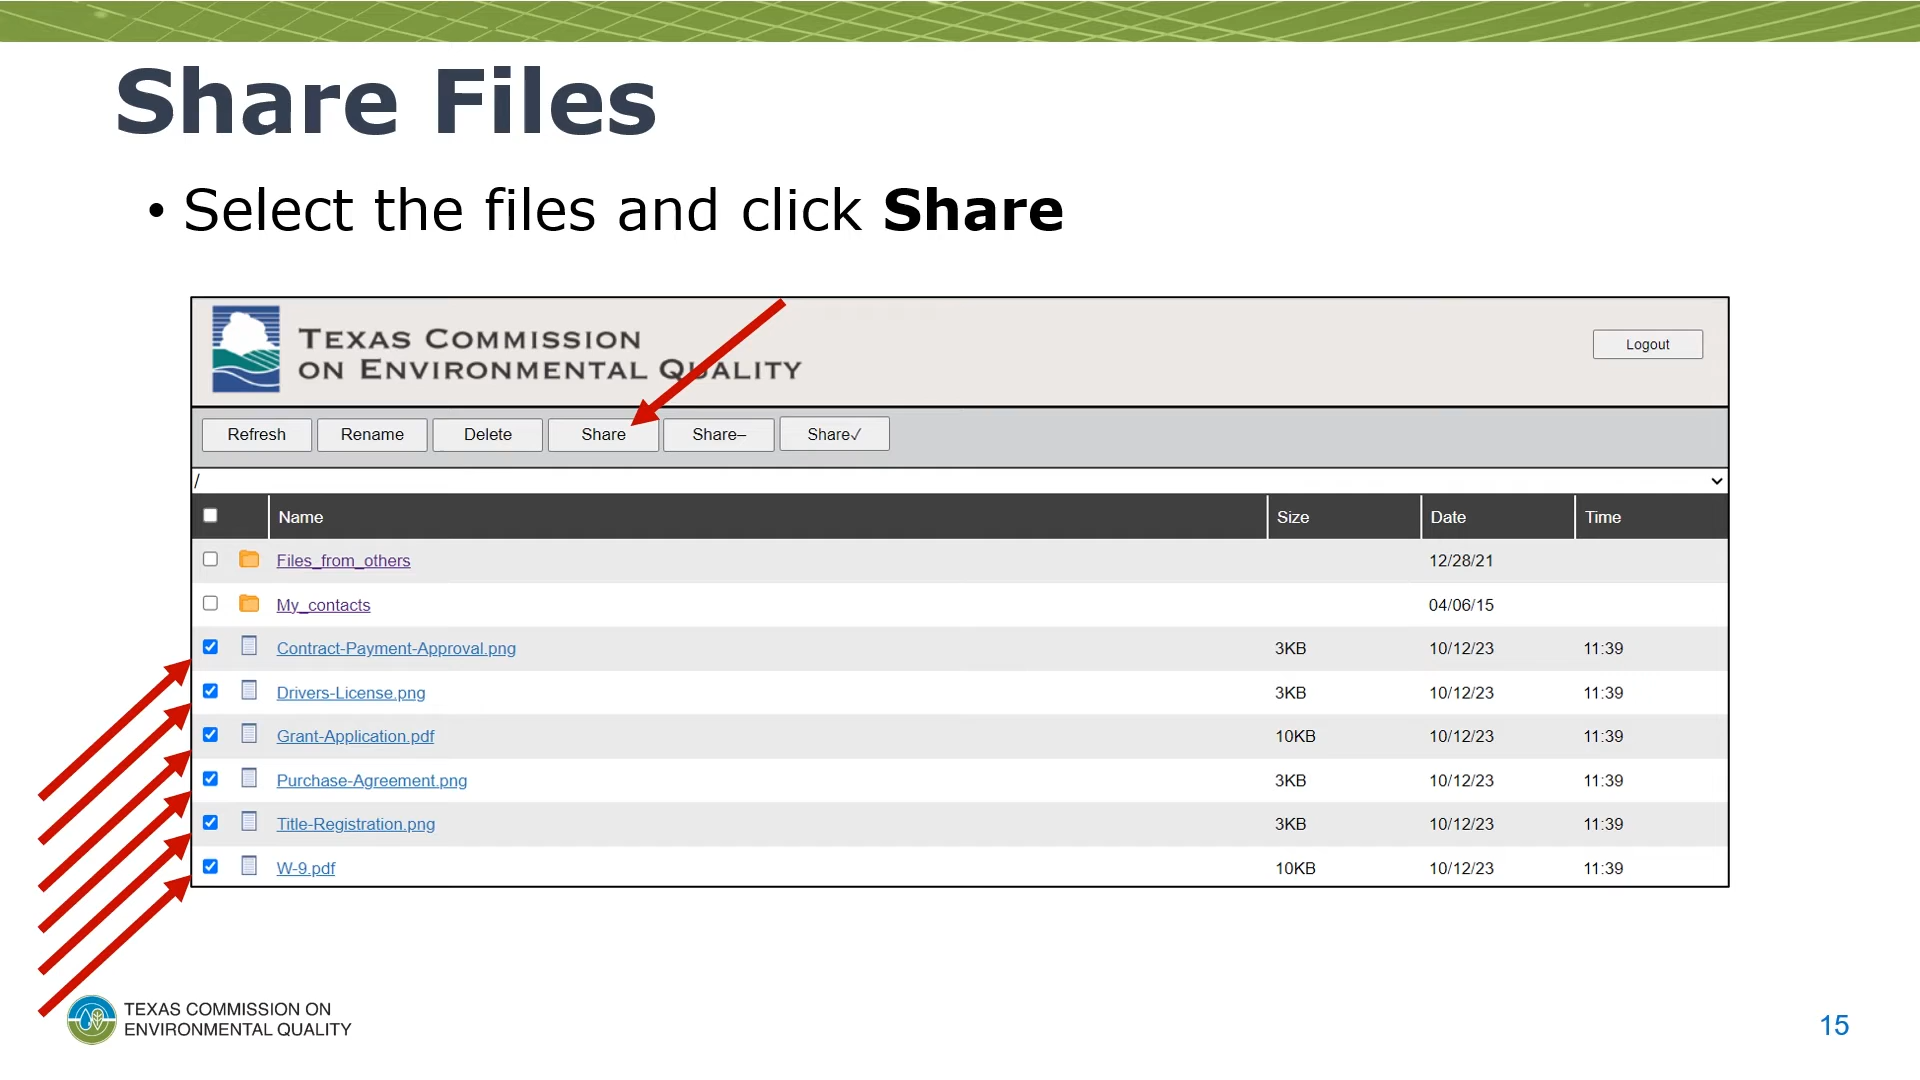 Share Files
• Select the files and click Share
TEXAS COMMISSION
ON ENVIRONMENTAL QUALITY
Logout
Refresh Rename Delete Share Share– Share✓
/
Name Size Date Time
Files_from_others 12/28/21
My_contacts 04/06/15
Contract-Payment-Approval.png 3KB 10/12/23 11:39
Drivers-License.png 3KB 10/12/23 11:39
Grant-Application.pdf 10KB 10/12/23 11:39
Purchase-Agreement.png 3KB 10/12/23 11:39
Title-Registration.png 3KB 10/12/23 11:39
W-9.pdf 10KB 10/12/23 11:39
TEXAS COMMISSION ON
ENVIRONMENTAL QUALITY
15